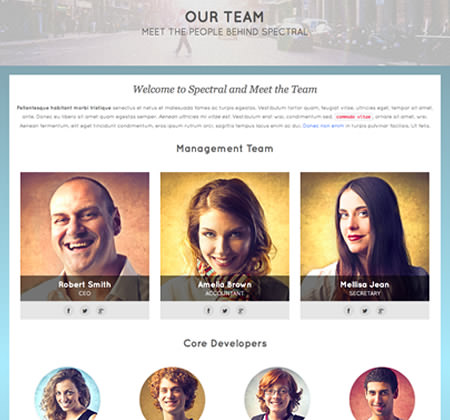 OUR TEAM
MEET THE PEOPLE BEHIND SPECTRAL
Welcome to Spectral and Meet the Team
Pellentesque habitant morbi tristique senectus et netus et malesuada fames ac turpis egestas. Vestibulum tortor quam, feugiat vitae, ultricies eget, tempor sit amet,
ante. Donec eu libero sit amet quam egestas semper. Aenean ultricies mi vitae est. Vestibulum erat wisi, condimentum sed, commodo vitae, ornare sit amet, wisi.
Aenean fermentum, elit eget tincidunt condimentum, eros ipsum rutrum orci, sagittis tempus lacus enim ac dui. Donec non enim in turpis pulvinar facilisis. Ut felis.
Management Team
Robert Smith
CEO
Amelia Brown
ACCOUNTANT
Mellisa Jean
SECRETARY
Core Developers